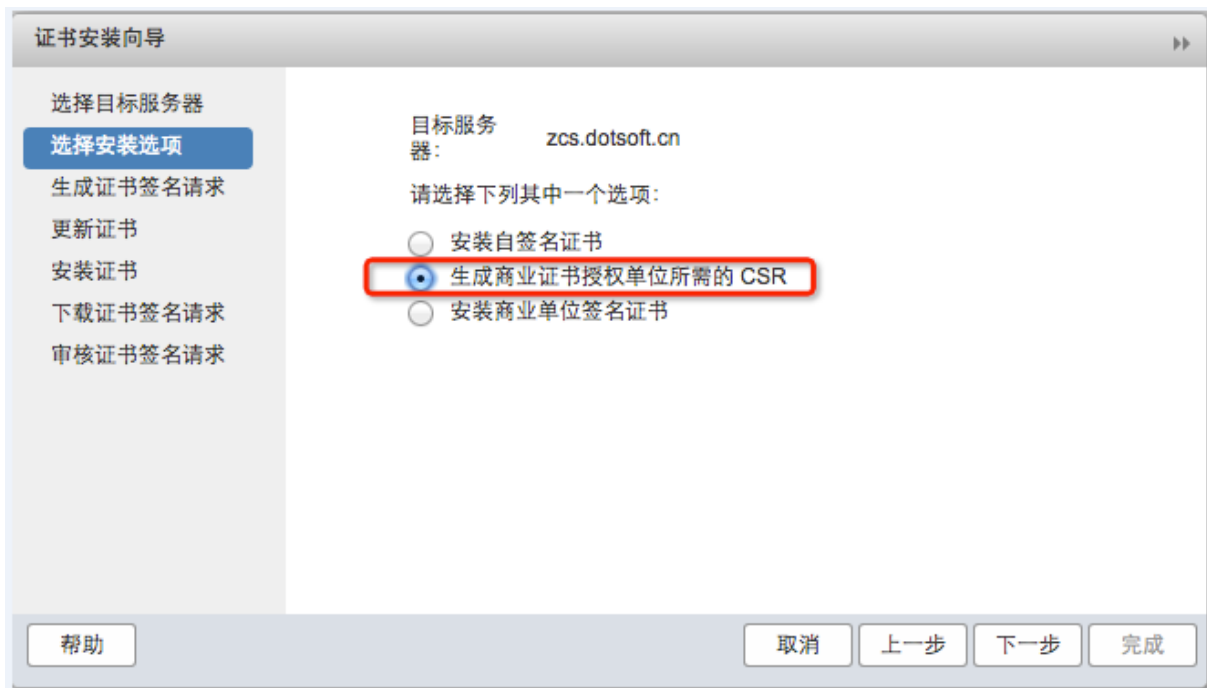 证书安装向导
选择目标服务器
选择安装选项
生成证书签名请求
更新证书
安装证书
下载证书签名请求
审核证书签名请求
目标服务
器: zcs.dotsoft.cn
请选择下列其中一个选项:
安装自签名证书
生成商业证书授权单位所需的 CSR
安装商业单位签名证书
帮助 取消 上一步 下一步 完成